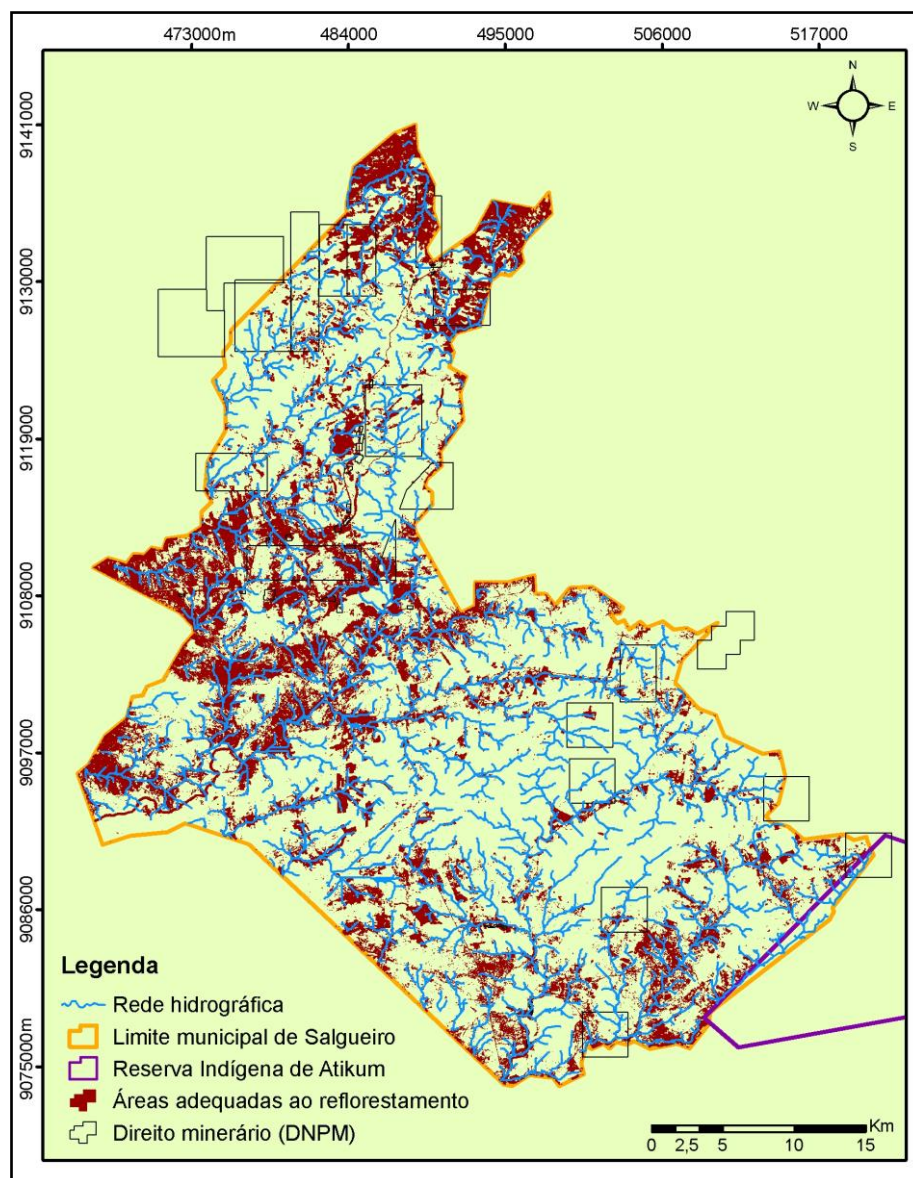 473000m 484000 495000 506000 517000
N
W E
S
9141000
9130000
9119000
9108000
9097000
9086000
9075000m
Legenda
Rede hidrográfica
Limite municipal de Salgueiro
Reserva Indígena de Atikum
Áreas adequadas ao reflorestamento
Direito minerário (DNPM)
Km
0 2,5 5 10 15